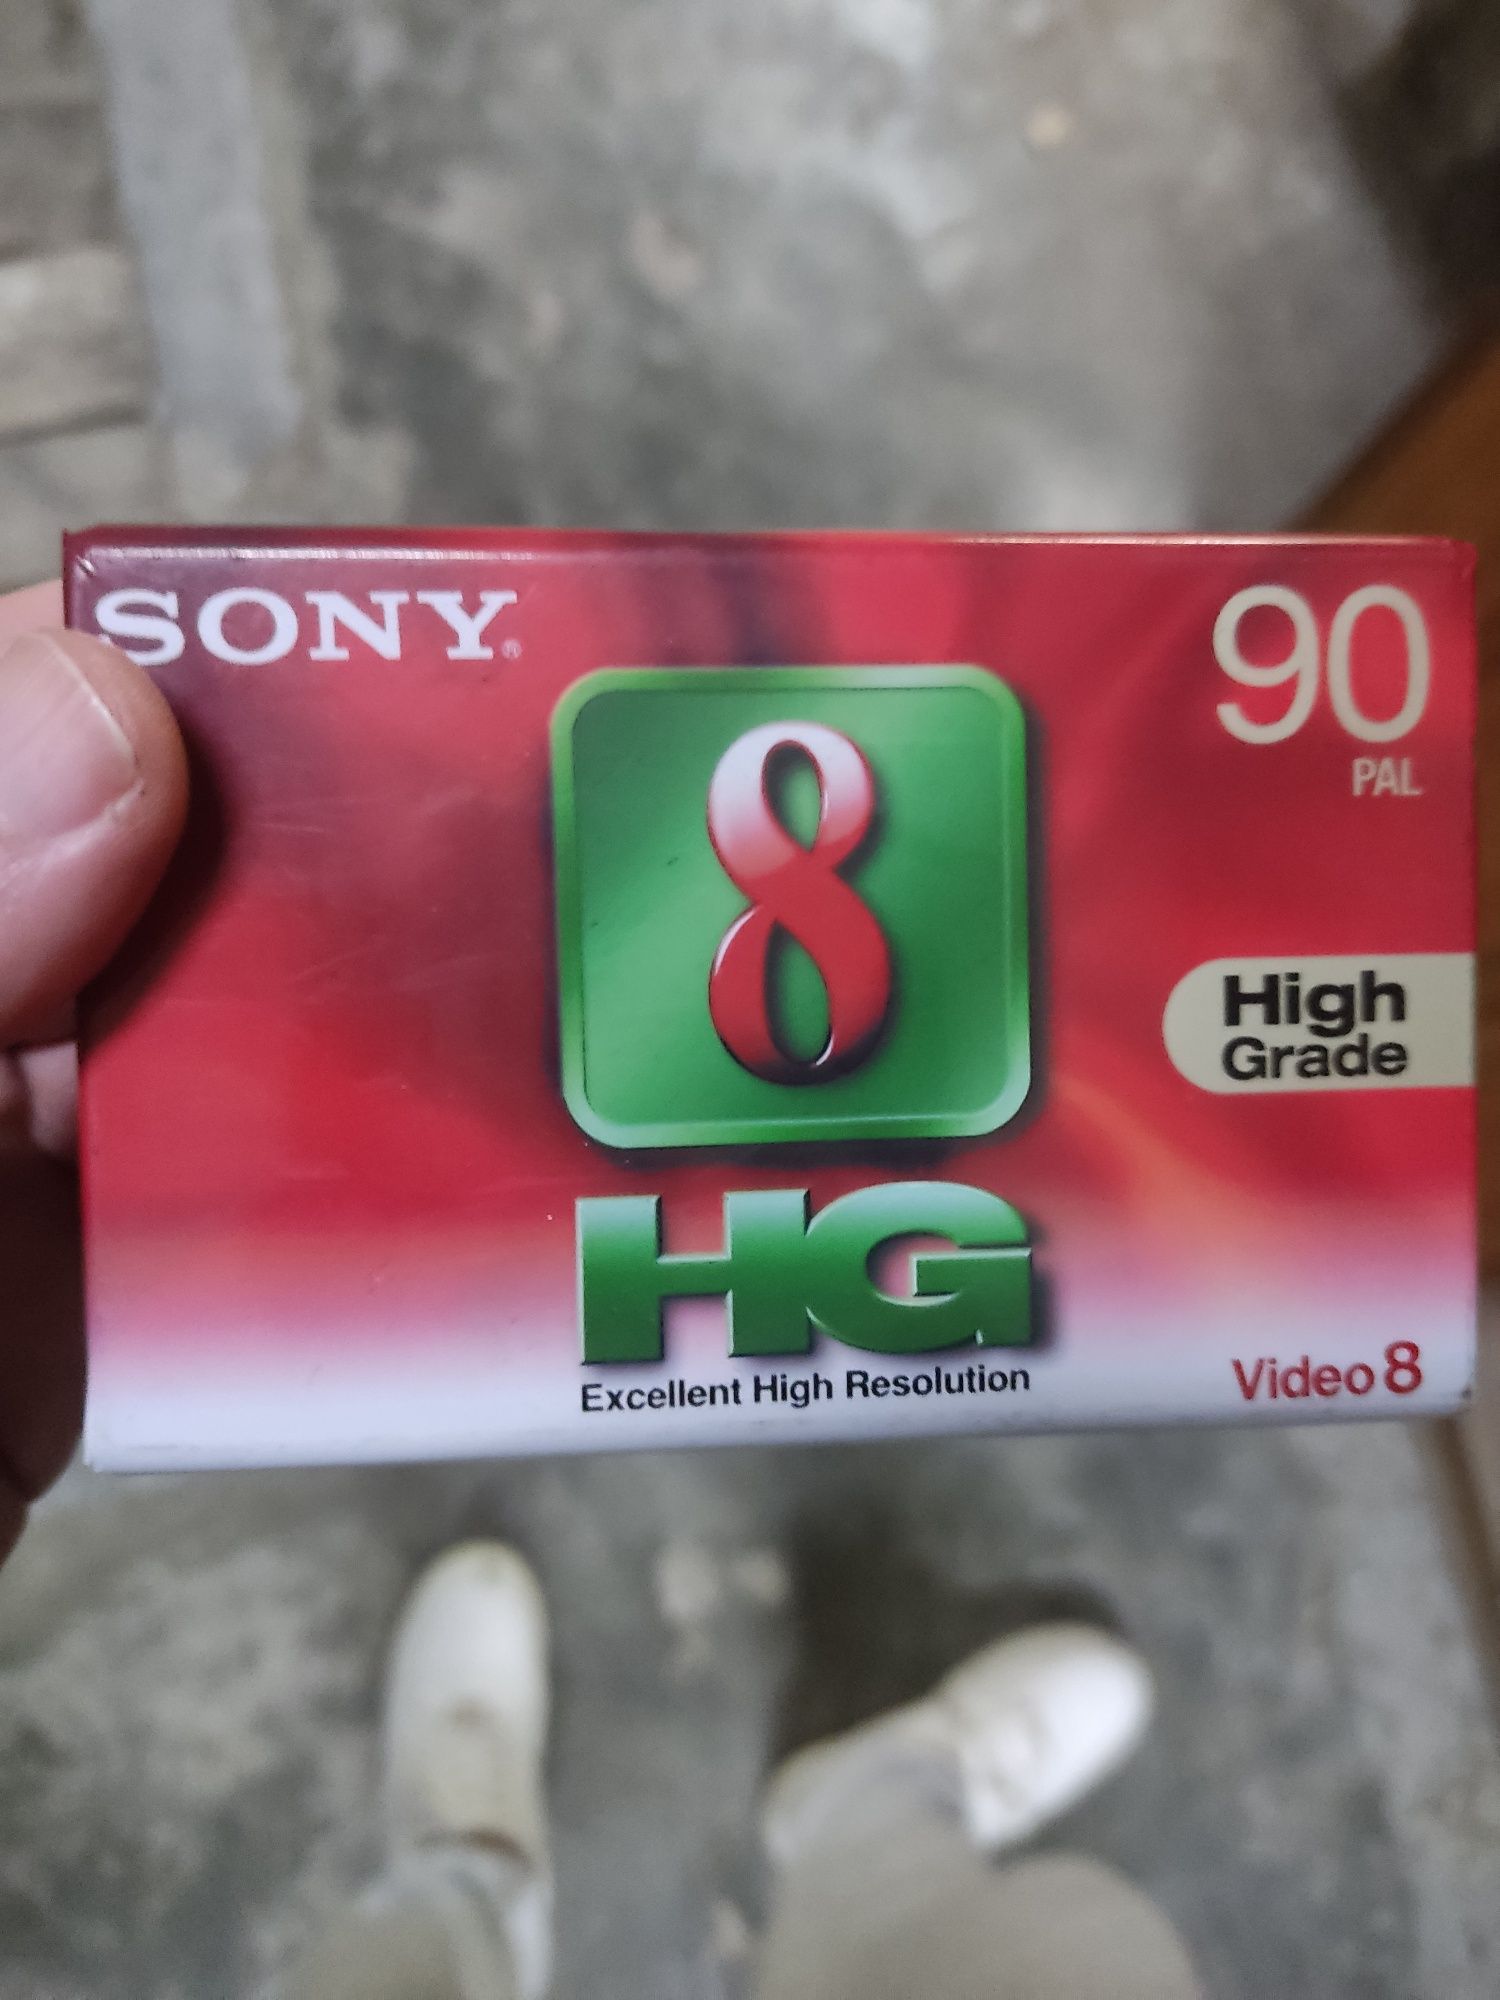 SONY®
90
PAL
8
High
Grade
HG
Excellent High Resolution
Video 8